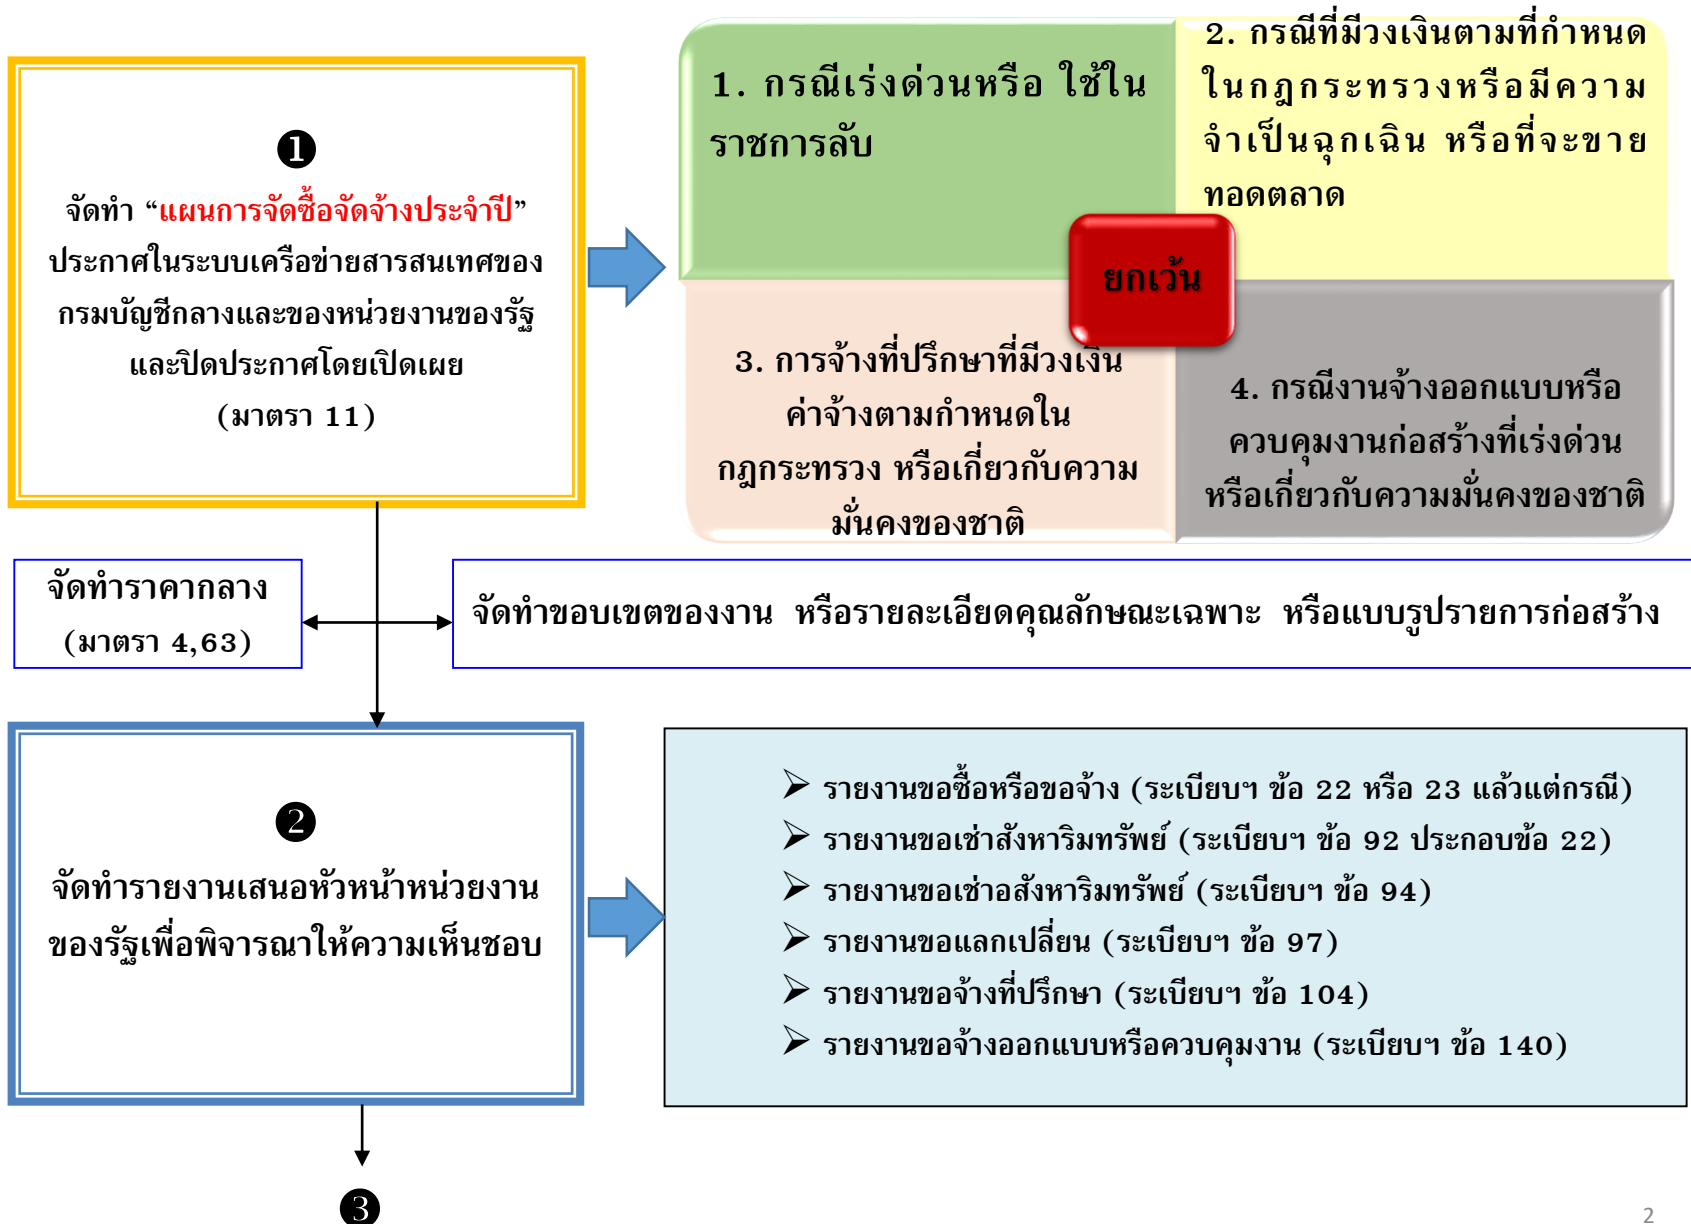 ❶
จัดทำ “แผนการจัดซื้อจัดจ้างประจำปี”
ประกาศในระบบเครือข่ายสารสนเทศของ
กรมบัญชีกลางและของหน่วยงานของรัฐ
และปิดประกาศโดยเปิดเผย
(มาตรา 11)
1. กรณีเร่งด่วนหรือ ใช้ใน
ราชการลับ
2. กรณีที่มีวงเงินตามที่กำหนด
ในกฎกระทรวงหรือมีความ
จำเป็นฉุกเฉิน หรือที่จะขาย
ทอดตลาด
ยกเว้น
3. การจ้างที่ปรึกษาที่มีวงเงิน
ค่าจ้างตามกำหนดใน
กฎกระทรวง หรือเกี่ยวกับความ
มั่นคงของชาติ
4. กรณีงานจ้างออกแบบหรือ
ควบคุมงานก่อสร้างที่เร่งด่วน
หรือเกี่ยวกับความมั่นคงของชาติ
จัดทำราคากลาง
(มาตรา 4,63)
จัดทำขอบเขตของงาน หรือรายละเอียดคุณลักษณะเฉพาะ หรือแบบรูปรายการก่อสร้าง
❷
จัดทำรายงานเสนอหัวหน้าหน่วยงาน
ของรัฐเพื่อพิจารณาให้ความเห็นชอบ
➢ รายงานขอซื้อหรือขอจ้าง (ระเบียบฯ ข้อ 22 หรือ 23 แล้วแต่กรณี)
➢ รายงานขอเช่าสังหาริมทรัพย์ (ระเบียบฯ ข้อ 92 ประกอบข้อ 22)
➢ รายงานขอเช่าอสังหาริมทรัพย์ (ระเบียบฯ ข้อ 94)
➢ รายงานขอแลกเปลี่ยน (ระเบียบฯ ข้อ 97)
➢ รายงานขอจ้างที่ปรึกษา (ระเบียบฯ ข้อ 104)
➢ รายงานขอจ้างออกแบบหรือควบคุมงาน (ระเบียบฯ ข้อ 140)
❸
2